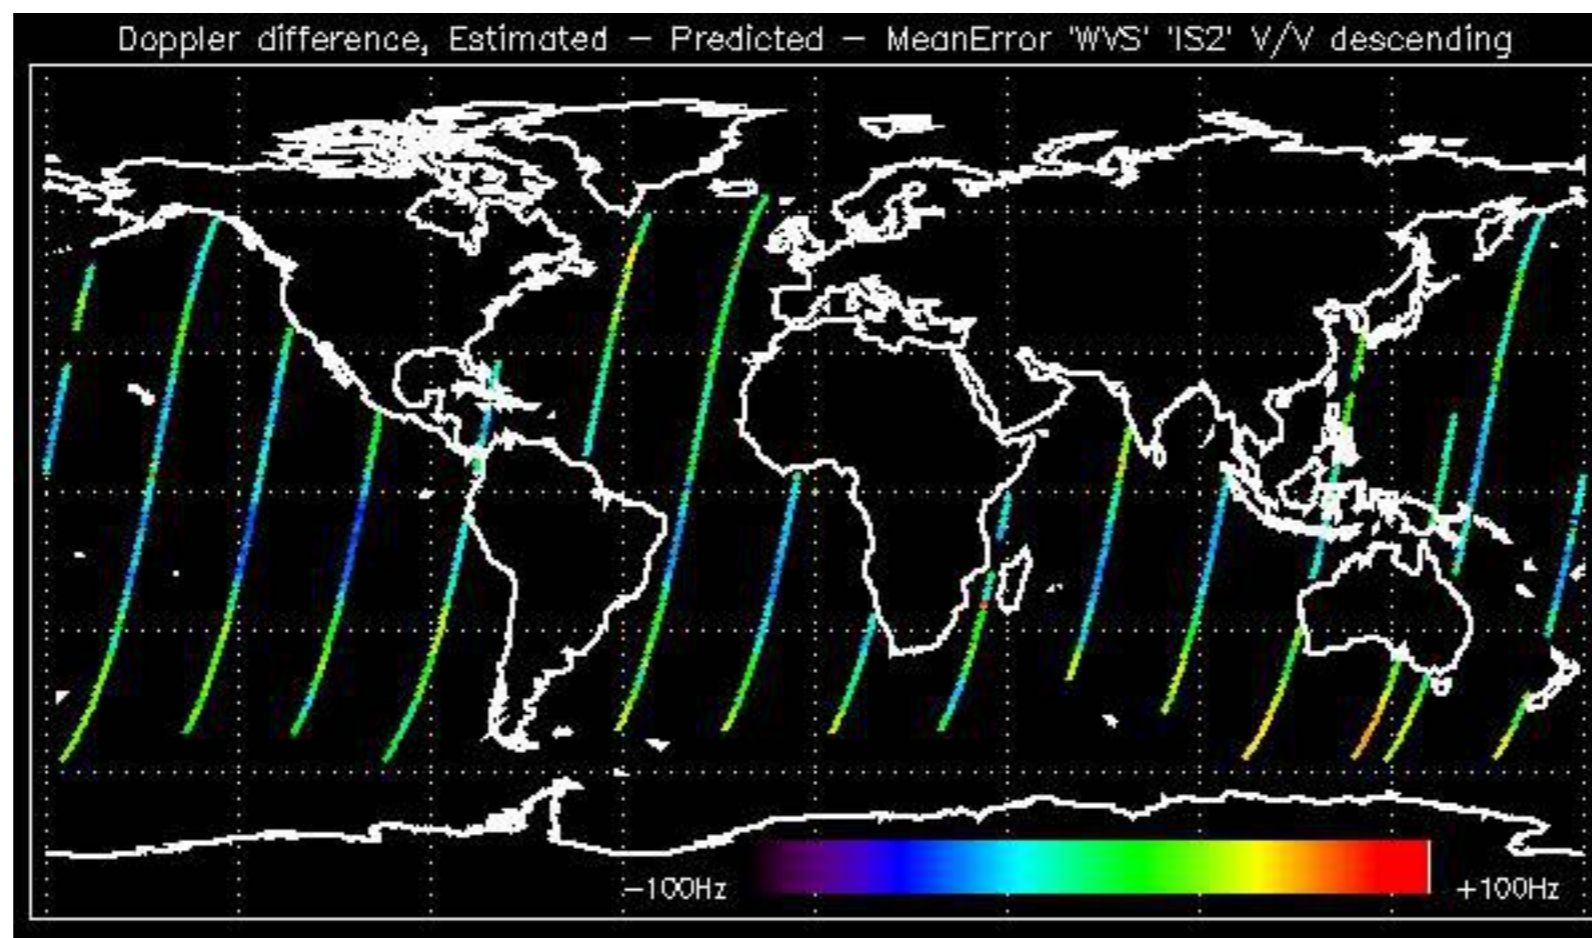 Doppler difference, Estimated – Predicted – MeanError 'WVS' 'IS2' V/V descending
–100Hz
+100Hz